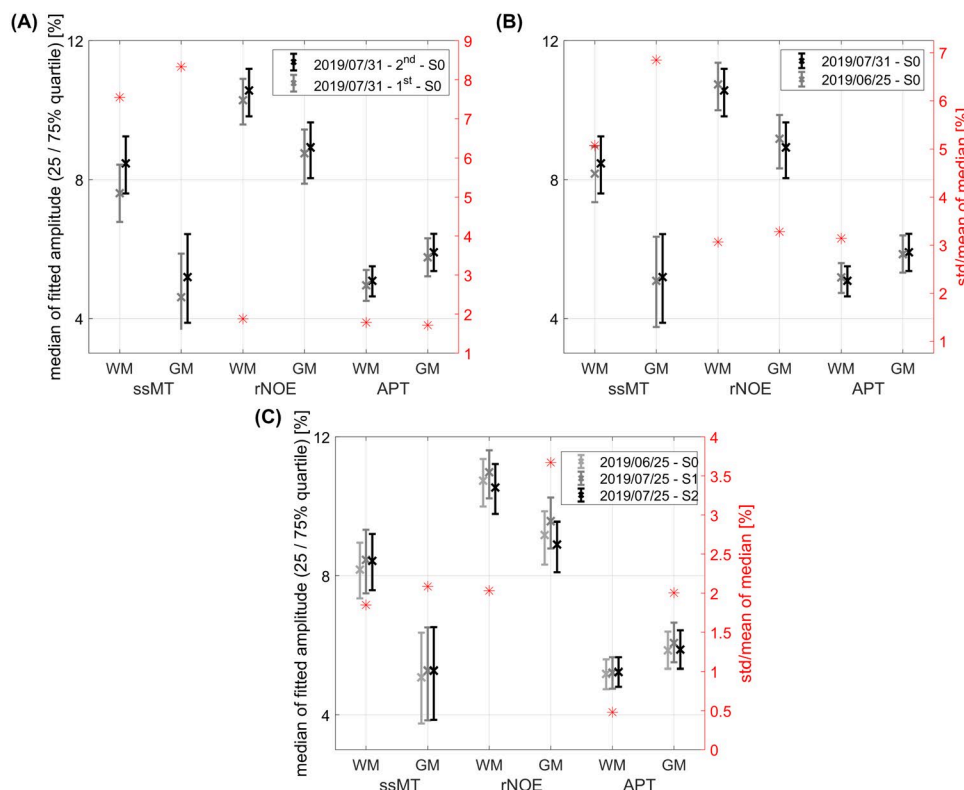 (A)
median of fitted amplitude (25 / 75% quartile) [%]
12
8
4
9
8
7
6
5
4
3
2
1
2019/07/31 - 2nd - S0
2019/07/31 - 1st - S0
WM GM WM GM WM GM
ssMT rNOE APT
(B)
12
8
4
7
6
5
4
3
2
1
std/mean of median [%]
2019/07/31 - S0
2019/06/25 - S0
WM GM WM GM WM GM
ssMT rNOE APT
(C)
median of fitted amplitude (25 / 75% quartile) [%]
12
8
4
4
3.5
3
2.5
2
1.5
1
0.5
0
std/mean of median [%]
2019/06/25 - S0
2019/07/25 - S1
2019/07/25 - S2
WM GM WM GM WM GM
ssMT rNOE APT